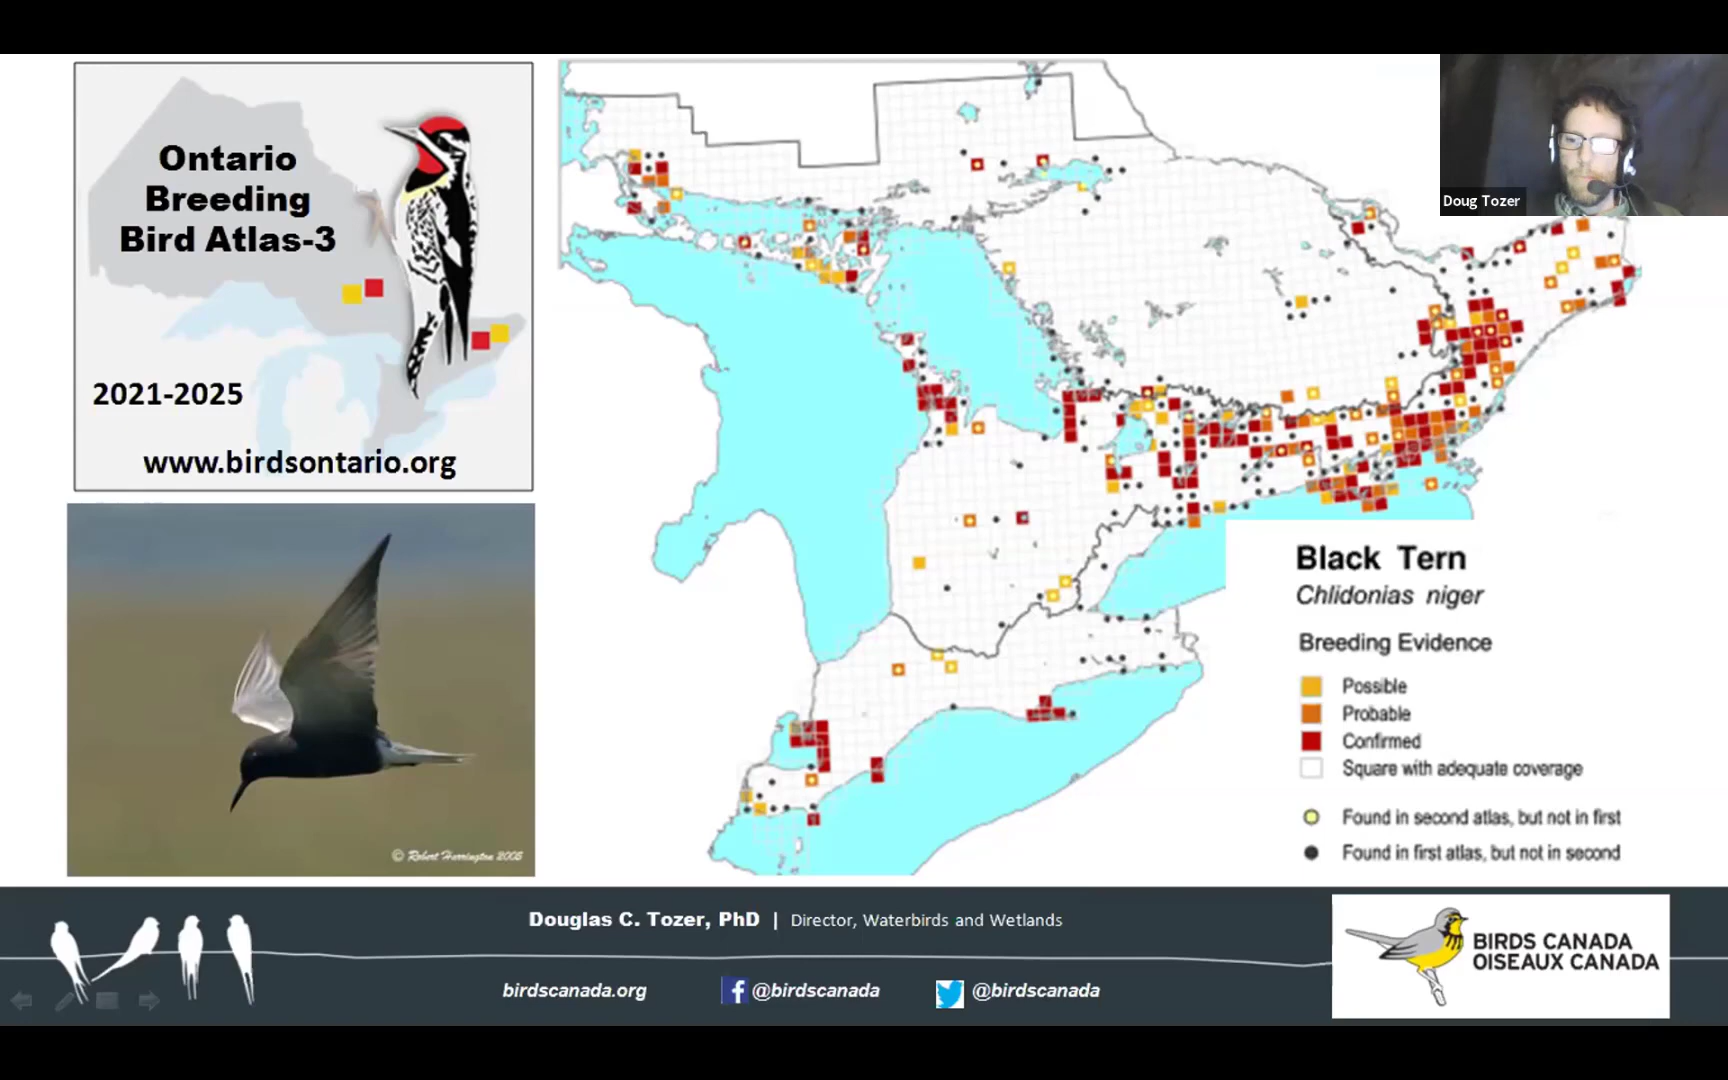 Ontario
Breeding
Bird Atlas-3
2021-2025
www.birdsontario.org
© Robert Harrington 2005
Doug Tozer
Black Tern
Chlidonias niger
Breeding Evidence
Possible
Probable
Confirmed
Square with adequate coverage
Found in second atlas, but not in first
Found in first atlas, but not in second
Douglas C. Tozer, PhD | Director, Waterbirds and Wetlands
birdscanada.org
@birdscanada
@birdscanada
BIRDS CANADA
OISEAUX CANADA